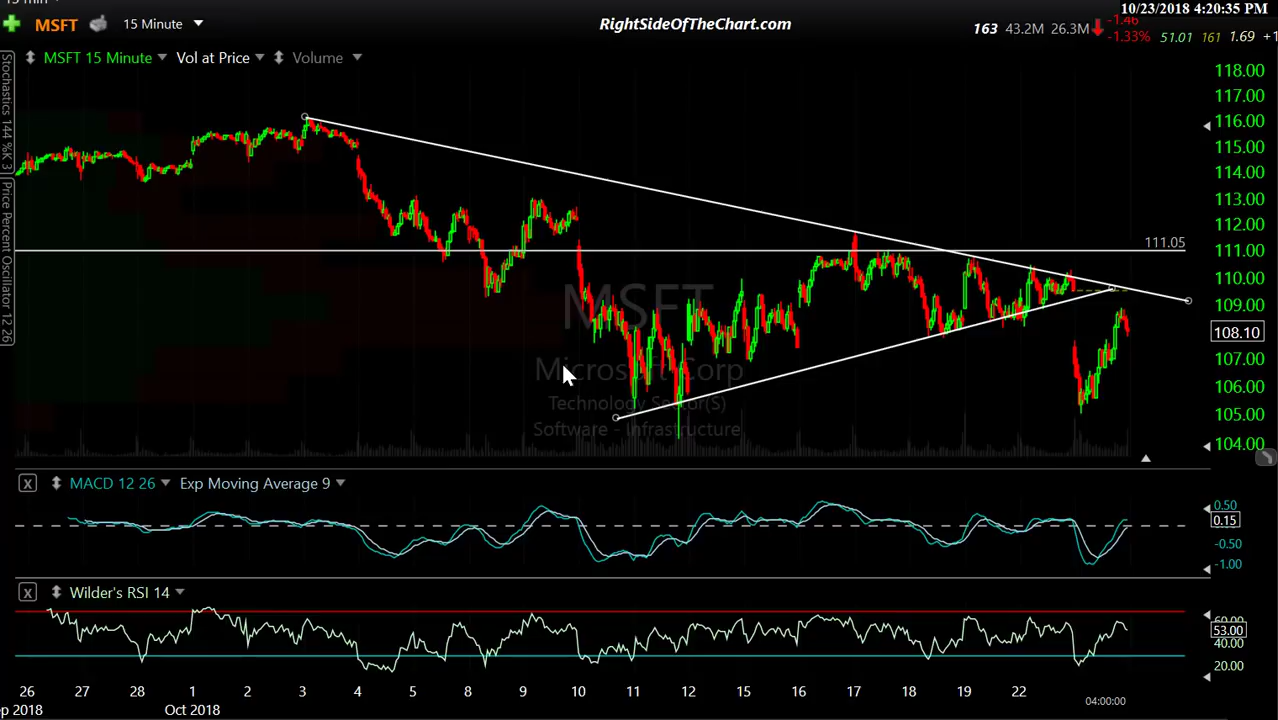 10/23/2018 4:20:35 PM
MSFT 15 Minute RightSideOfTheChart.com 163 43.2M 26.3M -1.46 -1.33% 51.01 161 1.69 +1
MSFT 15 Minute Vol at Price Volume
Stochastics 144 %K 3
Price Percent Oscillator 12 26
118.00
117.00
116.00
115.00
114.00
113.00
112.00
111.05
111.00
110.00
109.00
108.10
107.00
106.00
105.00
104.00
MSFT
Microsoft Corp
Technology Sector(S)
Software - Infrastructure
X MACD 12 26 Exp Moving Average 9
0.50
0.15
-0.50
-1.00
X Wilder's RSI 14
60.00
53.00
40.00
20.00
26 27 28 1 2 3 4 5 8 9 10 11 12 15 16 17 18 19 22
Oct 2018 04:00:00